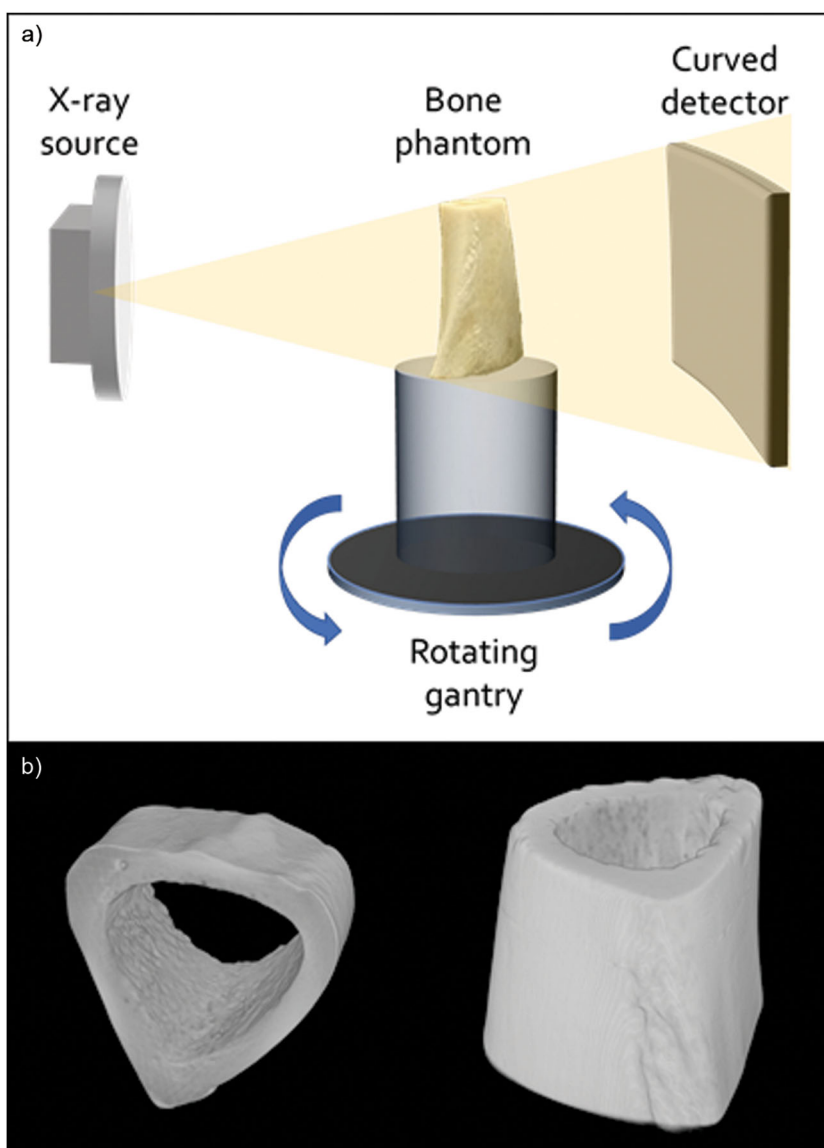 a)
X-ray
source
Bone
phantom
Curved
detector
Rotating
gantry
b)